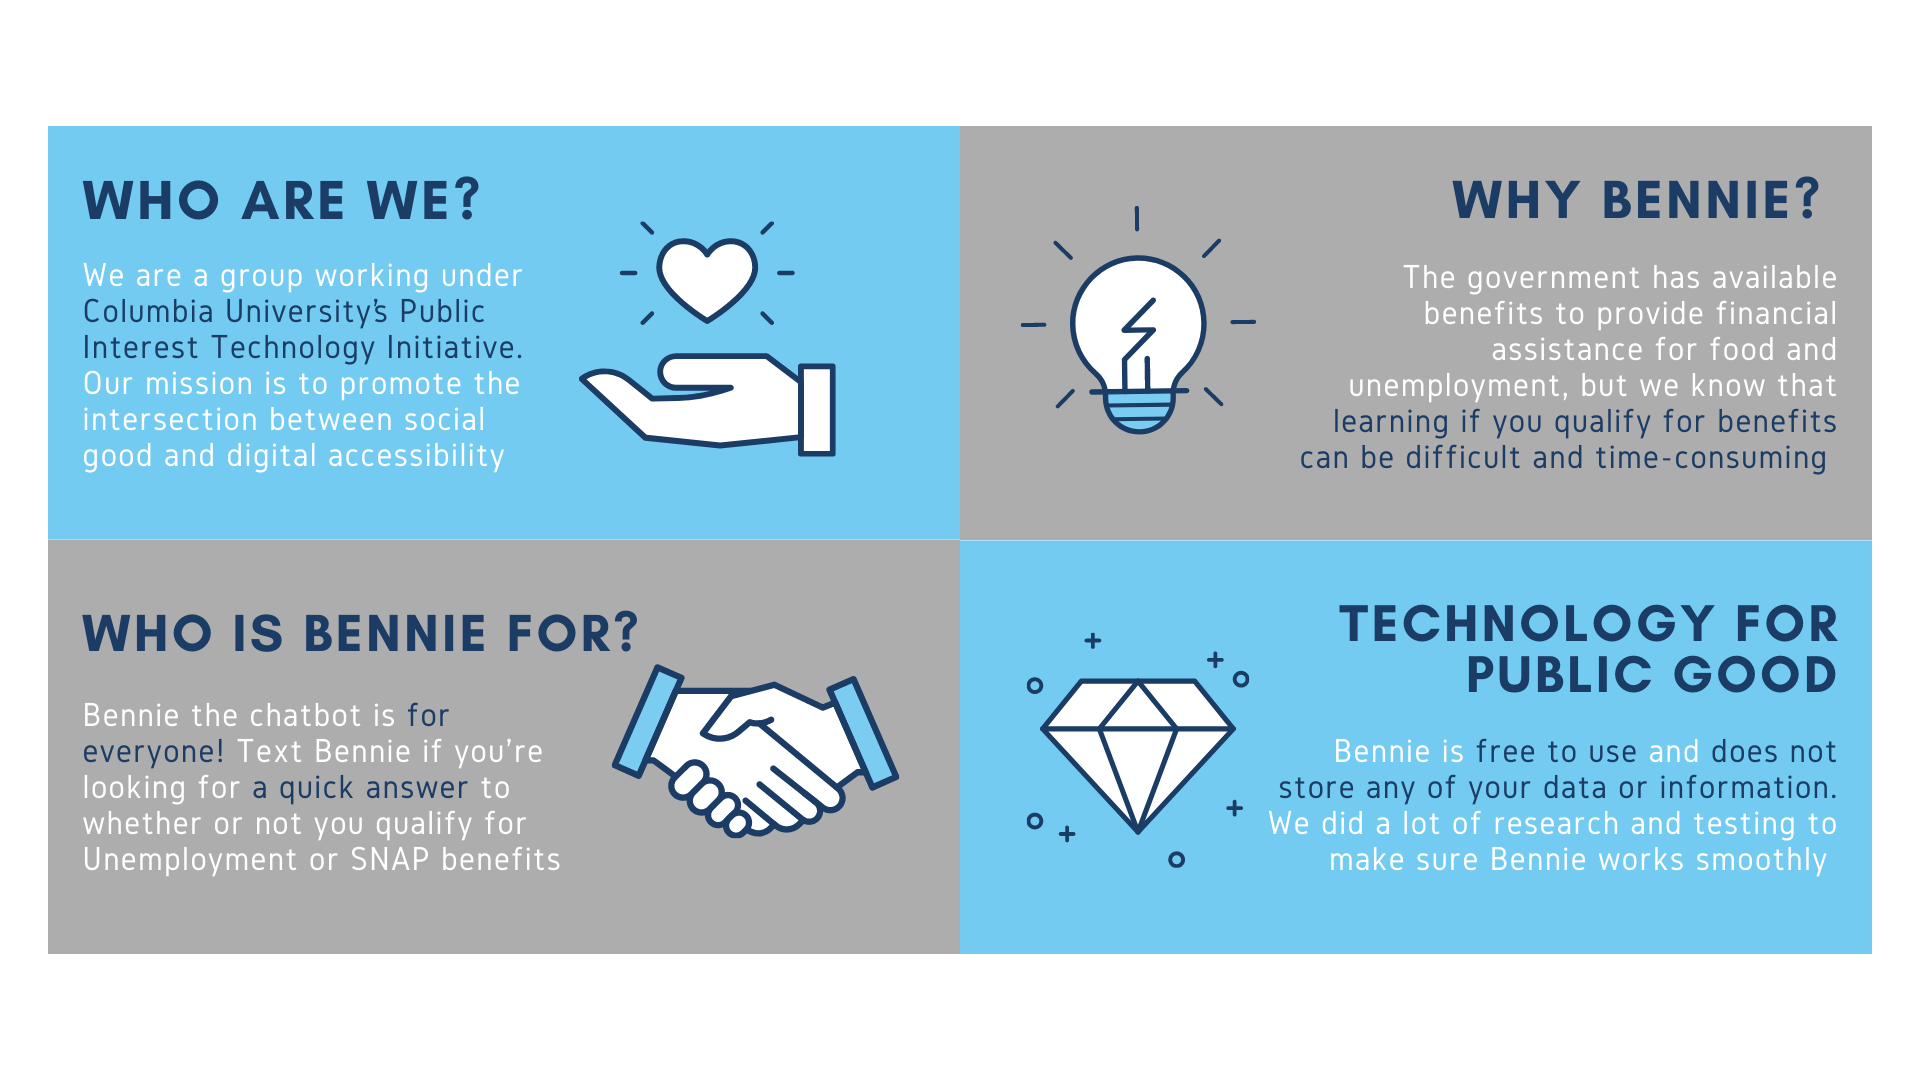 WHO ARE WE?
We are a group working under
Columbia University's Public
Interest Technology Initiative.
Our mission is to promote the
intersection between social
good and digital accessibility
WHY BENNIE?
The government has available
benefits to provide financial
assistance for food and
unemployment, but we know that
learning if you qualify for benefits
can be difficult and time-consuming
WHO IS BENNIE FOR?
Bennie the chatbot is for
everyone! Text Bennie if you're
looking for a quick answer to
whether or not you qualify for
Unemployment or SNAP benefits
TECHNOLOGY FOR
PUBLIC GOOD
Bennie is free to use and does not
store any of your data or information.
We did a lot of research and testing to
make sure Bennie works smoothly